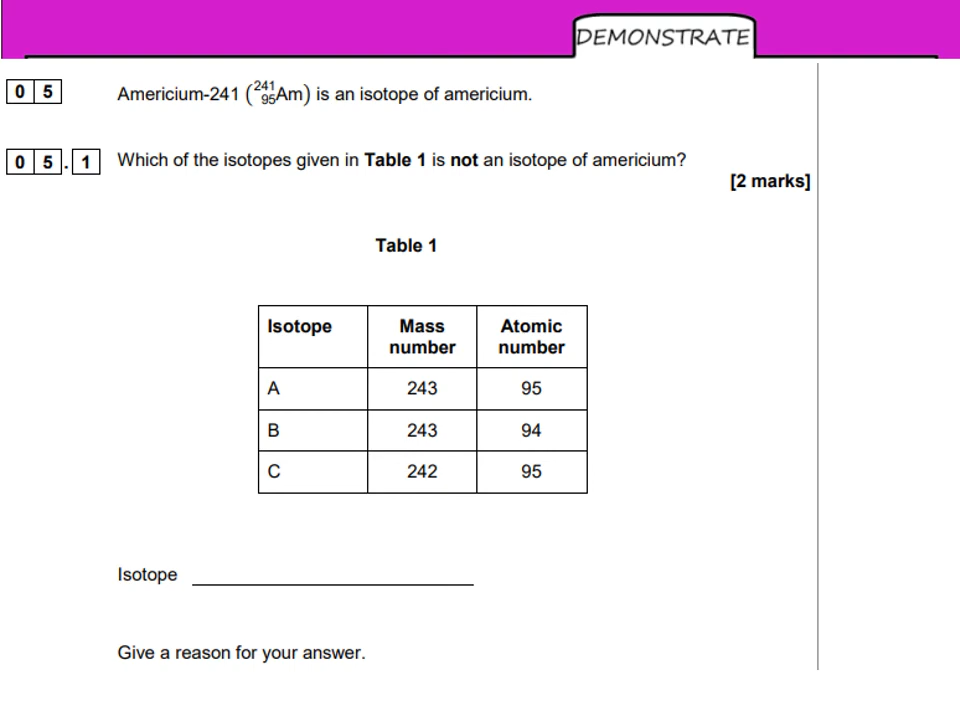 DEMONSTRATE
0 5 Americium-241 (²⁴¹₉₅Am) is an isotope of americium.
0 5 . 1 Which of the isotopes given in Table 1 is not an isotope of americium?
[2 marks]
Table 1
Isotope Mass number Atomic number
A 243 95
B 243 94
C 242 95
Isotope
Give a reason for your answer.